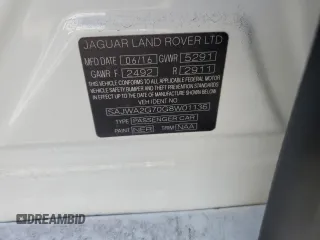 JAGUAR LAND ROVER LTD
MFD DATE 06/16 GVWR 5291
GAWR F 2492 R 2911
THIS VEHICLE CONFORMS TO ALL APPLICABLE FEDERAL MOTOR
VEHICLE SAFETY, BUMPER, AND THEFT PREVENTION STANDARDS
IN EFFECT ON THE DATE OF MANUFACTURE SHOWN ABOVE.
VEH IDENT NO
SAJWA2G70G8W01136
TYPE PASSENGER CAR
PAINT NER TRIM NAA
DREAMBID